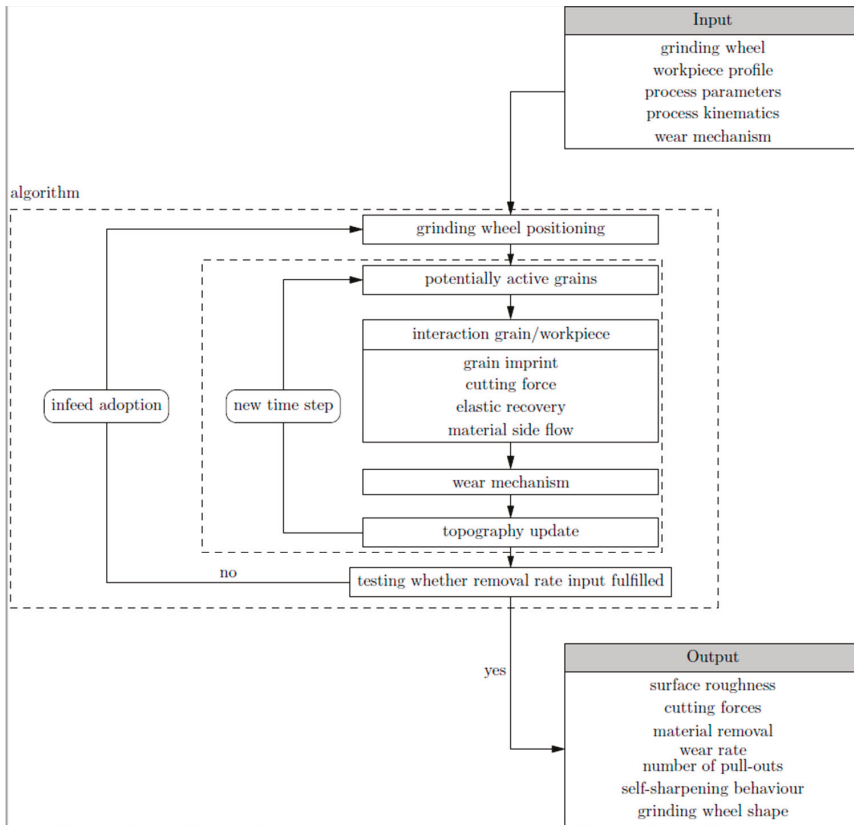 Input
grinding wheel
workpiece profile
process parameters
process kinematics
wear mechanism
algorithm
grinding wheel positioning
potentially active grains
interaction grain/workpiece
grain imprint
cutting force
elastic recovery
material side flow
infeed adoption
new time step
wear mechanism
topography update
no
testing whether removal rate input fulfilled
yes
Output
surface roughness
cutting forces
material removal
wear rate
number of pull-outs
self-sharpening behaviour
grinding wheel shape